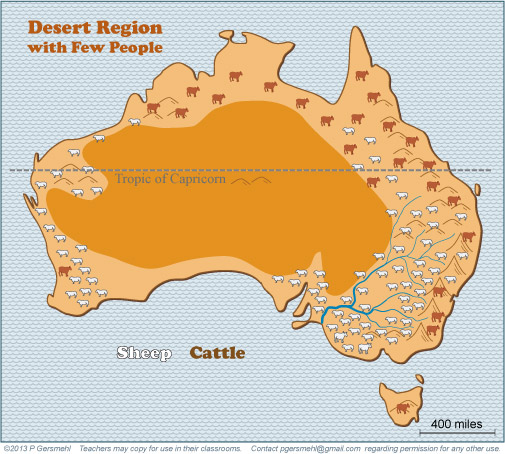 Desert Region
with Few People
Tropic of Capricorn
Sheep Cattle
400 miles
©2013 P Gersmehl Teachers may copy for use in their classrooms. Contact pgersmehl@gmail.com regarding permission for any other use.